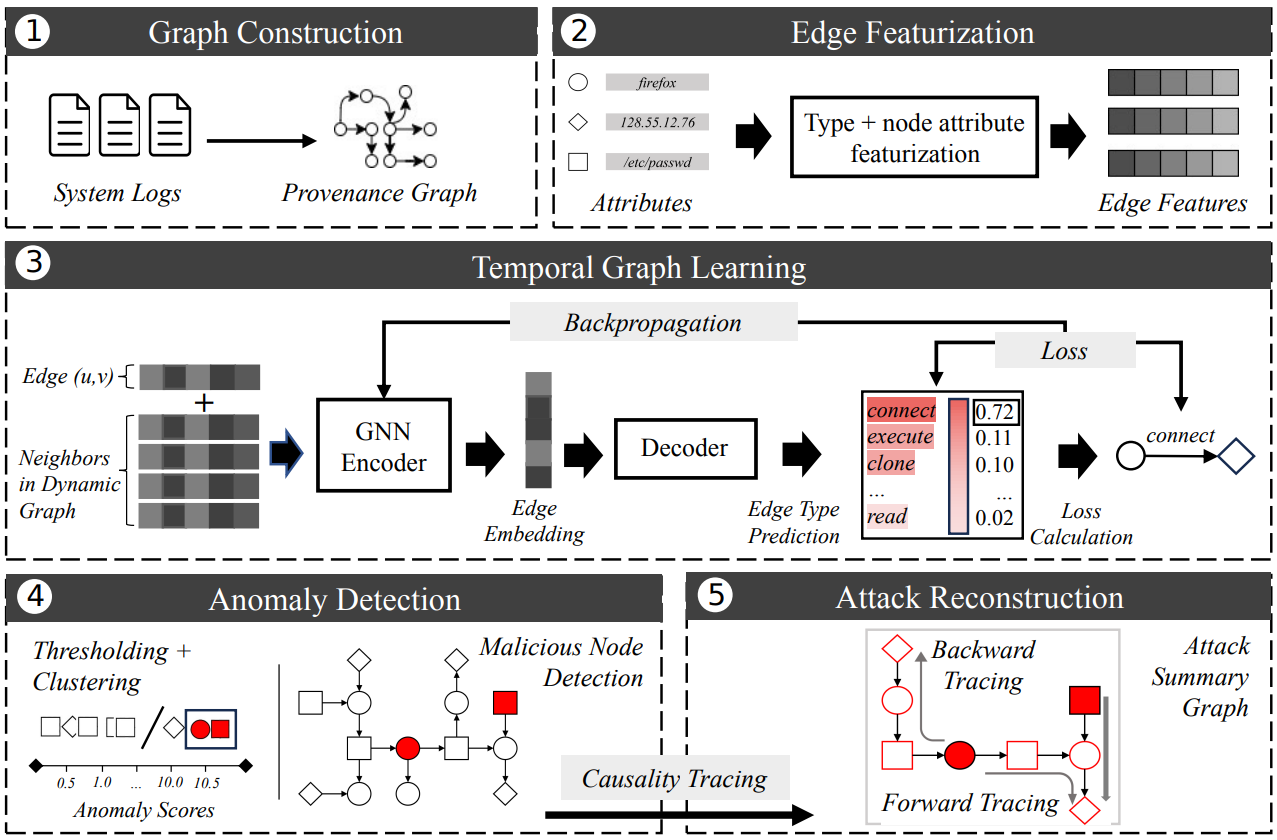 1
Graph Construction
System Logs
Provenance Graph
2
Edge Featurization
firefox
128.55.12.76
/etc/passwd
Attributes
Type + node attribute
featurization
Edge Features
3
Temporal Graph Learning
Backpropagation
Loss
Edge (u,v)
+
Neighbors
in Dynamic
Graph
GNN
Encoder
Edge
Embedding
Decoder
Edge Type
Prediction
connect 0.72
execute 0.11
clone 0.10
... ...
read 0.02
Loss
Calculation
connect
4
Anomaly Detection
Thresholding +
Clustering
0.5 1.0 ... 10.0 10.5
Anomaly Scores
Malicious Node
Detection
Causality Tracing
5
Attack Reconstruction
Backward
Tracing
Forward Tracing
Attack
Summary
Graph